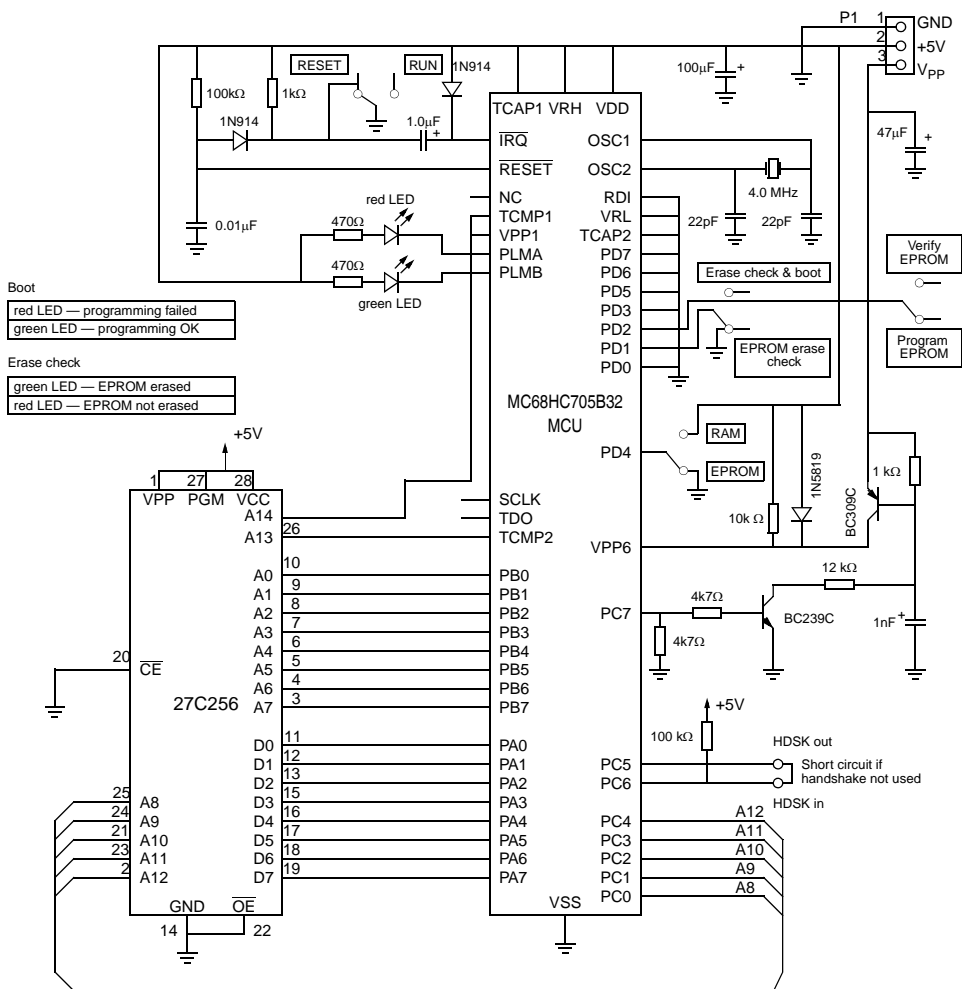 P1
1
GND
2
+5V
3
VPP
RESET
RUN
1N914
100μF
+
100kΩ
1kΩ
1N914
1.0μF
+
47μF
+
TCAP1 VRH VDD
IRQ
OSC1
RESET
OSC2
4.0 MHz
22pF
22pF
0.01μF
red LED
470Ω
470Ω
green LED
NC
TCMP1
VPP1
PLMA
PLMB
RDI
VRL
TCAP2
PD7
PD6
PD5
PD3
PD2
PD1
PD0
Erase check & boot
EPROM erase
check
Verify
EPROM
Program
EPROM
Boot
red LED — programming failed
green LED — programming OK
Erase check
green LED — EPROM erased
red LED — EPROM not erased
MC68HC705B32
MCU
PD4
RAM
EPROM
10k Ω
1N5819
BC309C
1 kΩ
+5V
1
27
28
VPP PGM VCC
A14
A13
26
SCLK
TDO
TCMP2
VPP6
12 kΩ
A0 10 PB0
A1 9 PB1
A2 8 PB2
A3 7 PB3
A4 6 PB4
A5 5 PB5
A6 4 PB6
A7 3 PB7
PC7
4k7Ω
4k7Ω
BC239C
1nF
+
20
CE
27C256
D0 11 PA0
D1 12 PA1
D2 13 PA2
D3 15 PA3
D4 16 PA4
D5 17 PA5
D6 18 PA6
D7 19 PA7
+5V
100 kΩ
HDSK out
PC5
PC6
Short circuit if
handshake not used
HDSK in
25 A8
24 A9
21 A10
23 A11
2 A12
PC4 A12
PC3 A11
PC2 A10
PC1 A9
PC0 A8
GND OE
14 22
VSS